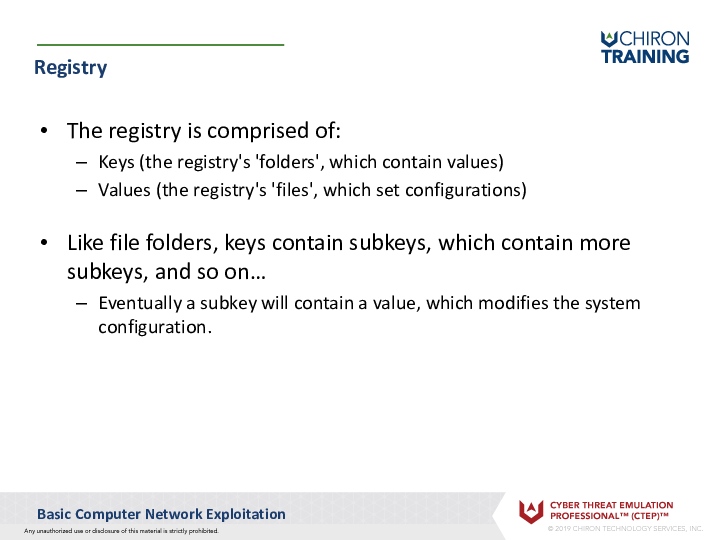 CHIRON
TRAINING
Registry
• The registry is comprised of:
– Keys (the registry's 'folders', which contain values)
– Values (the registry's 'files', which set configurations)
• Like file folders, keys contain subkeys, which contain more
subkeys, and so on…
– Eventually a subkey will contain a value, which modifies the system
configuration.
Basic Computer Network Exploitation
Any unauthorized use or disclosure of this material is strictly prohibited.
CYBER THREAT EMULATION
PROFESSIONAL™ (CTEP)™
© 2019 CHIRON TECHNOLOGY SERVICES, INC.